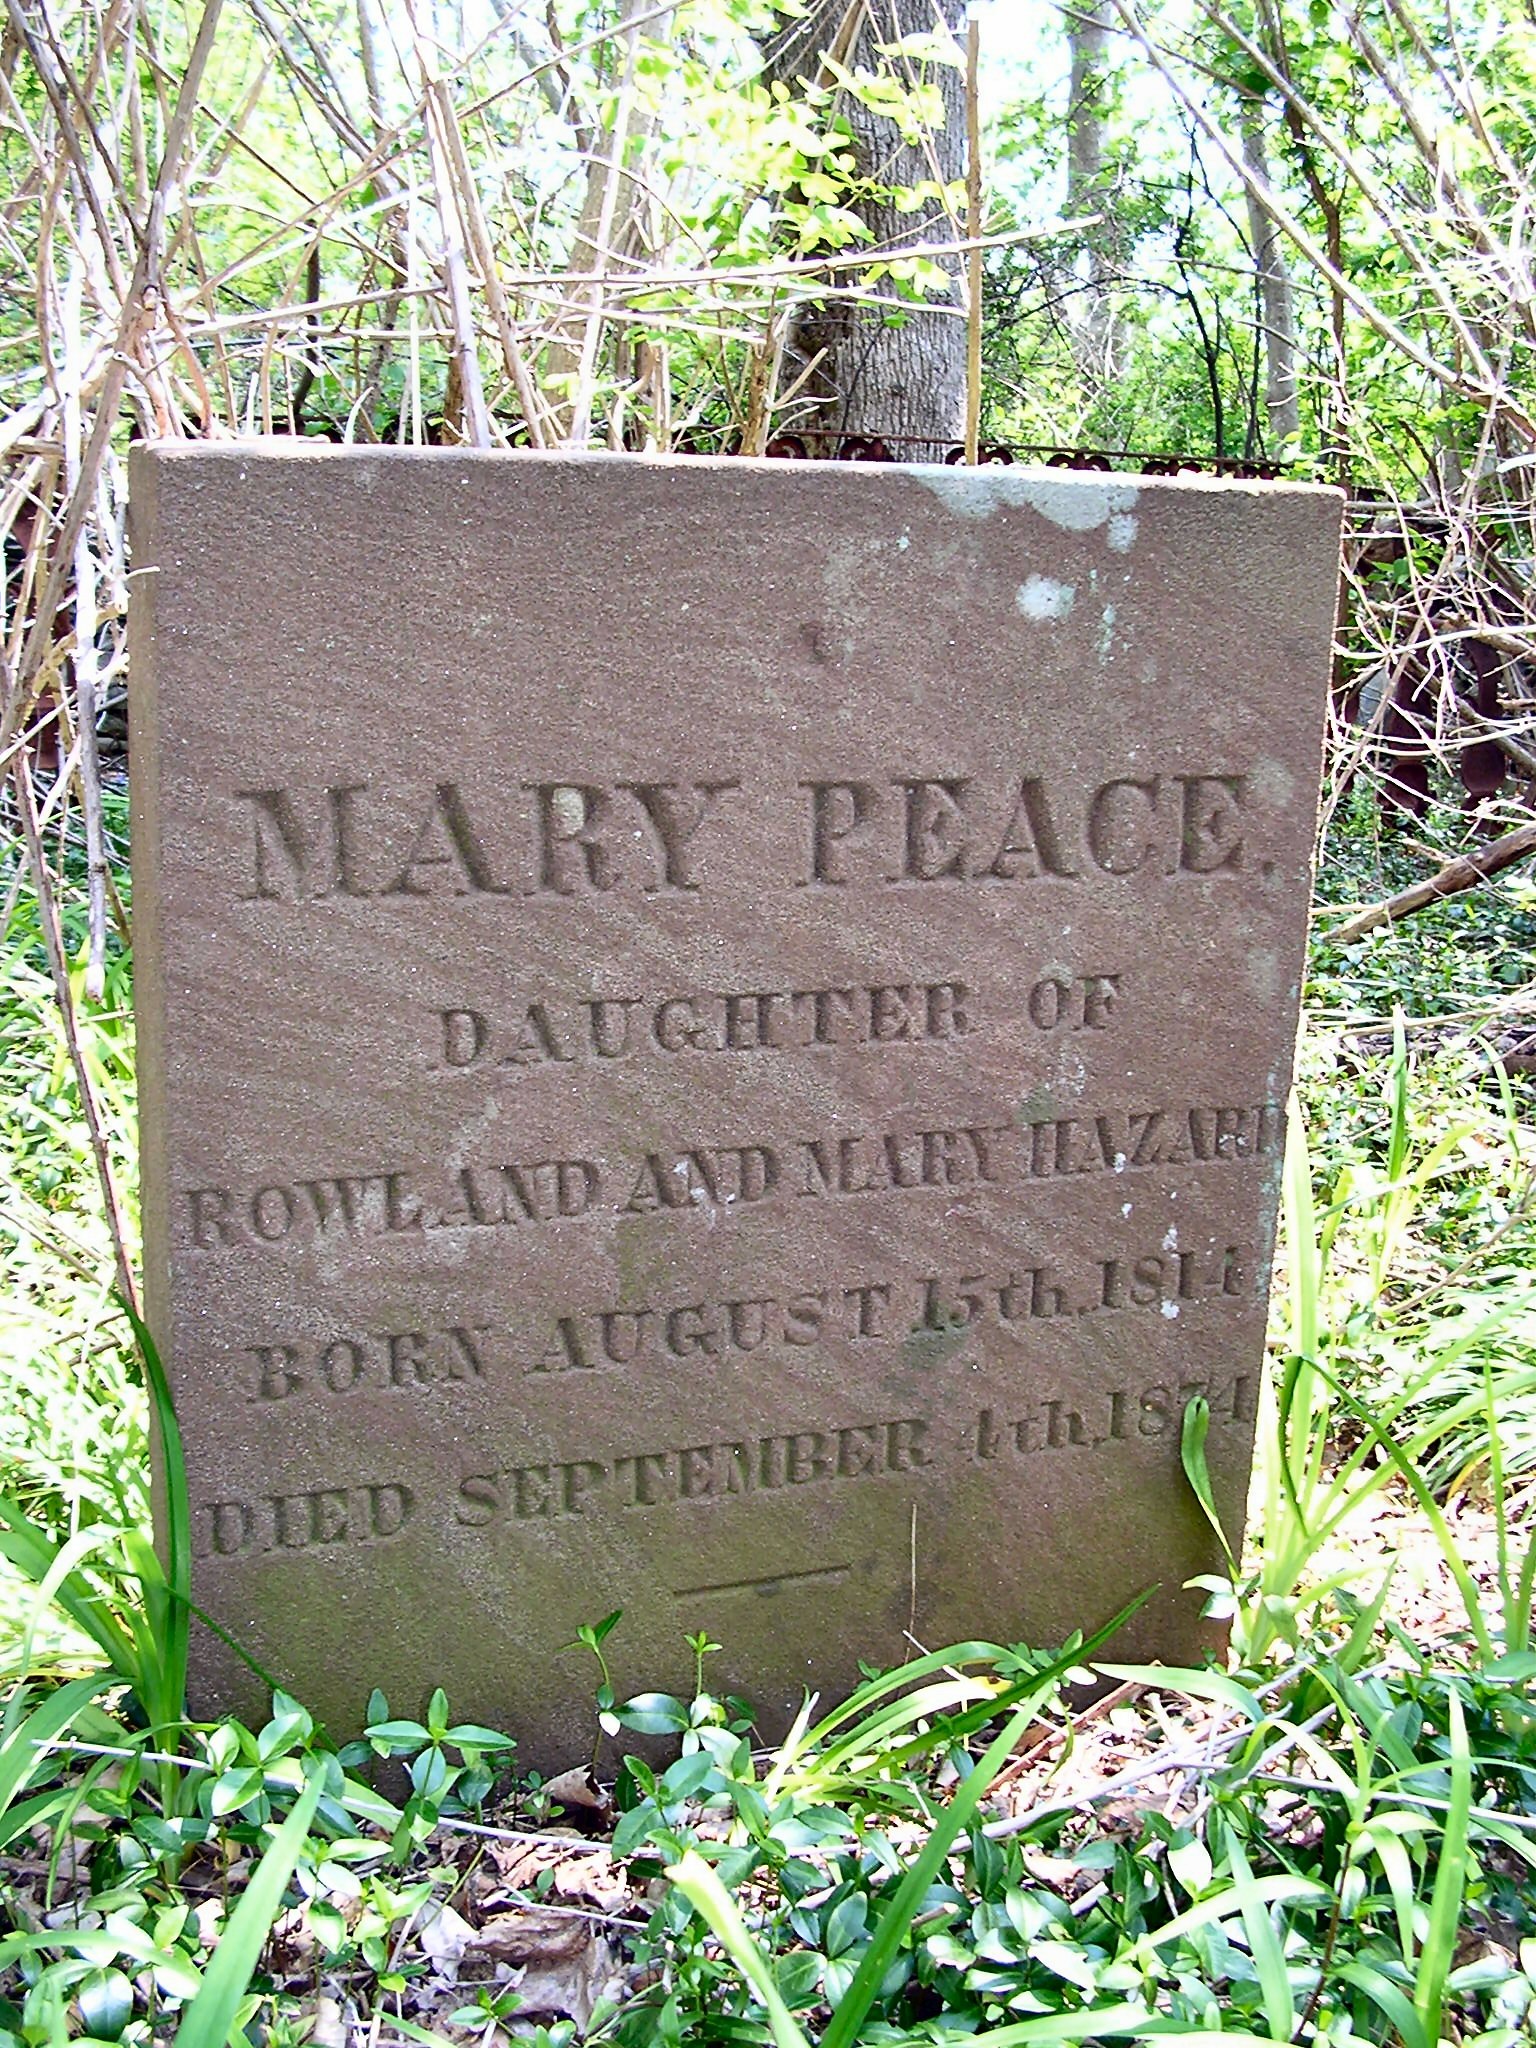 MARY PEACE.
DAUGHTER OF
ROWLAND AND MARY HAZARD
BORN AUGUST 15th, 1814
DIED SEPTEMBER 4th, 1874